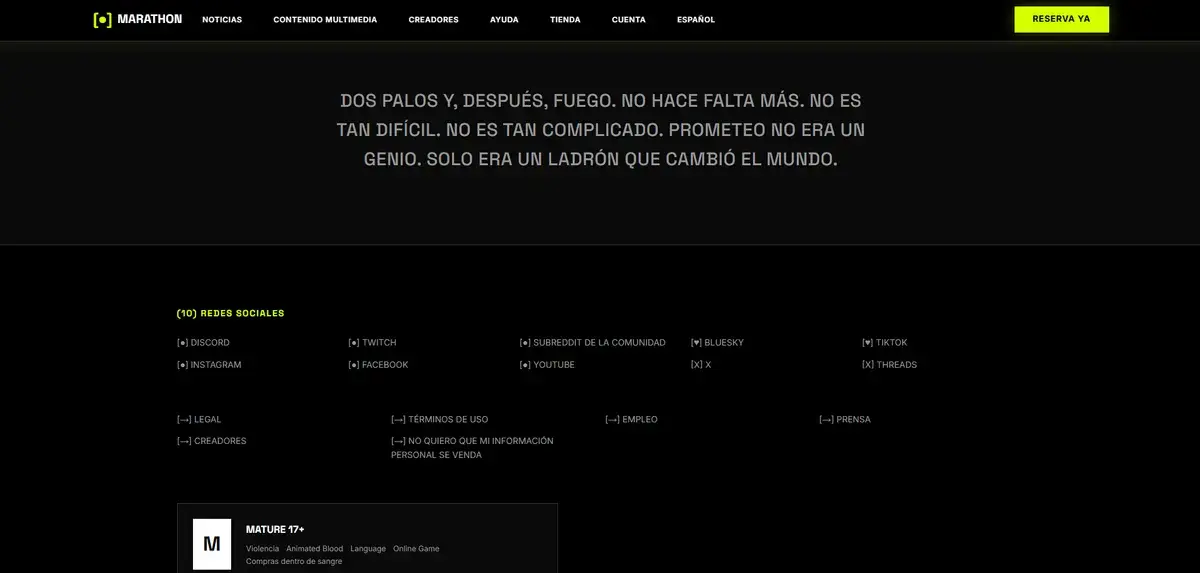 [●] MARATHON NOTICIAS CONTENIDO MULTIMEDIA CREADORES AYUDA TIENDA CUENTA ESPAÑOL RESERVA YA
DOS PALOS Y, DESPUÉS, FUEGO. NO HACE FALTA MÁS. NO ES
TAN DIFÍCIL. NO ES TAN COMPLICADO. PROMETEO NO ERA UN
GENIO. SOLO ERA UN LADRÓN QUE CAMBIÓ EL MUNDO.
(10) REDES SOCIALES
[●] DISCORD [●] TWITCH [●] SUBREDDIT DE LA COMUNIDAD [♥] BLUESKY [♥] TIKTOK
[●] INSTAGRAM [●] FACEBOOK [●] YOUTUBE [X] X [X] THREADS
[→] LEGAL [→] TÉRMINOS DE USO [→] EMPLEO [→] PRENSA
[→] CREADORES [→] NO QUIERO QUE MI INFORMACIÓN
PERSONAL SE VENDA
M
MATURE 17+
Violencia Animated Blood Language Online Game
Compras dentro de sangre